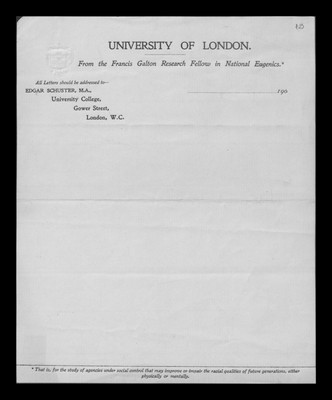 UNIVERSITY OF LONDON.
From the Francis Galton Research Fellow in National Eugenics.*
All Letters should be addressed to—
EDGAR SCHUSTER, M.A.,
University College,
Gower Street,
London, W.C.
190
* That is, for the study of agencies under social control that may improve or impair the racial qualities of future generations, either
physically or mentally.